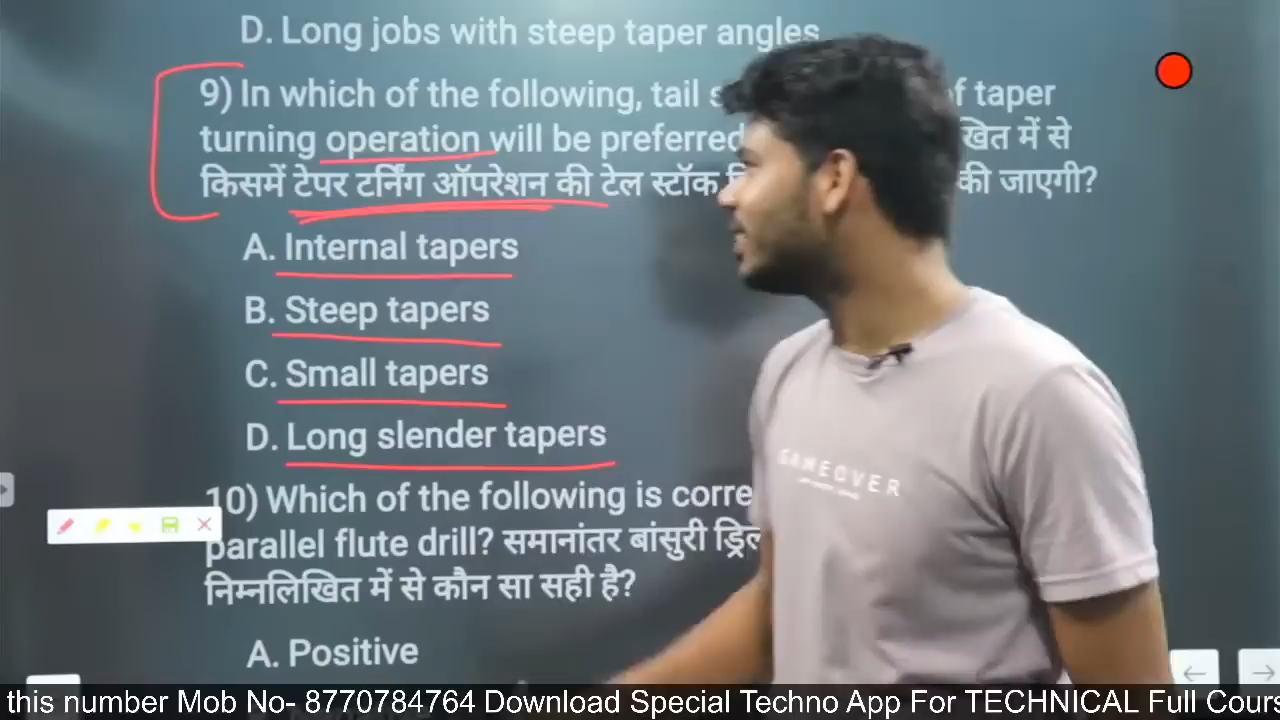 D. Long jobs with steep taper angles
9) In which of the following, tail of taper
turning operation will be preferred खित में से
किसमें टेपर टर्निंग ऑपरेशन की टेल स्टॉक की जाएगी?
A. Internal tapers
B. Steep tapers
C. Small tapers
D. Long slender tapers
10) Which of the following is
parallel flute drill? समानांतर बांसुरी
निम्नलिखित में से कौन सा सही है?
A. Positive
GAMEOVER
this number Mob No- 8770784764 Download Special Techno App For TECHNICAL Full